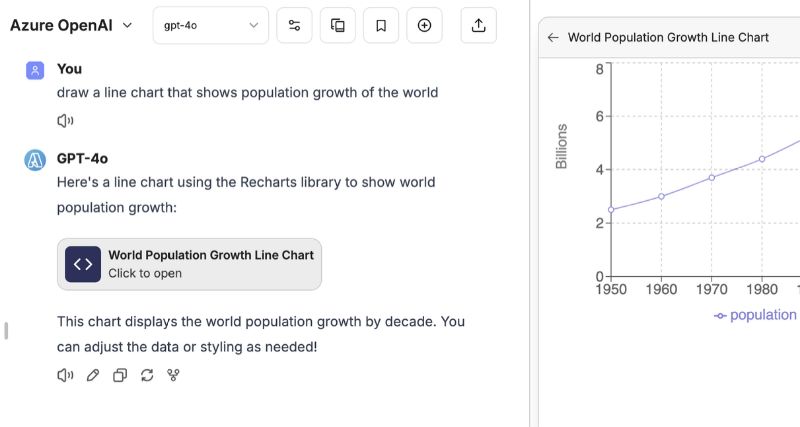 Azure OpenAI
gpt-4o
You
draw a line chart that shows population growth of the world
GPT-4o
Here's a line chart using the Recharts library to show world
population growth:
World Population Growth Line Chart
Click to open
This chart displays the world population growth by decade. You
can adjust the data or styling as needed!
World Population Growth Line Chart
8
6
4
2
0
Billions
1950 1960 1970 1980
population